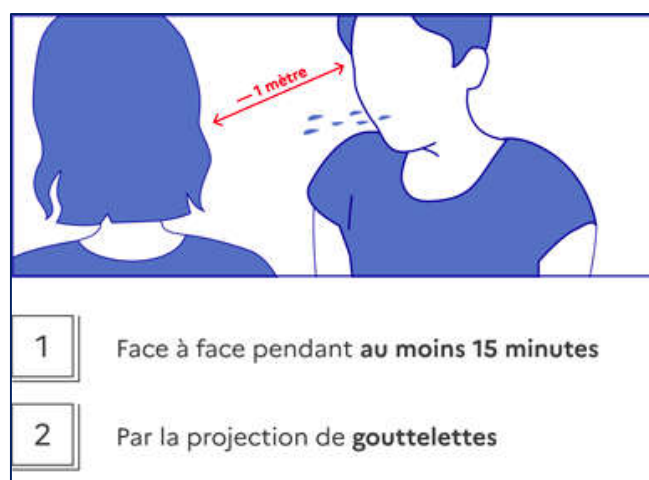 — 1 mètre
1
Face à face pendant au moins 15 minutes
2
Par la projection de gouttelettes